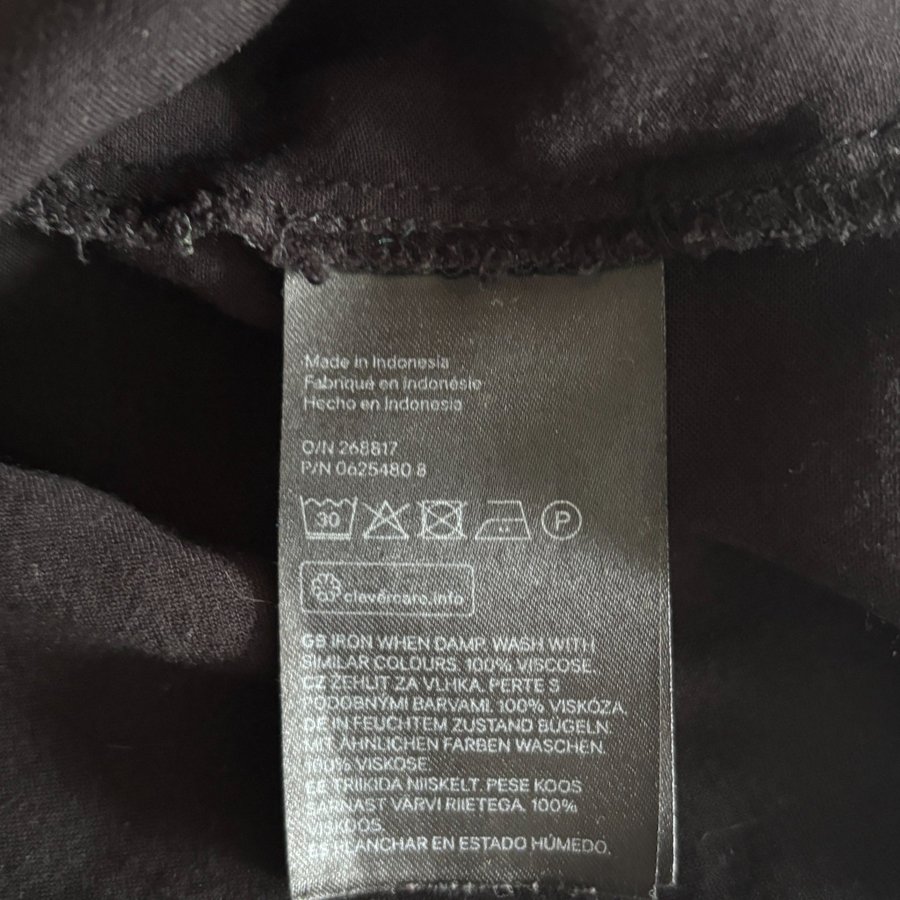 Made in Indonesia
Fabriqué en Indonésie
Hecho en Indonesia
O/N 268817
P/N 0625480 8
30 P
clevercare.info
GB IRON WHEN DAMP. WASH WITH
SIMILAR COLOURS. 100% VISCOSE.
CZ ŽEHLIT ZA VLHKA. PERTE S
PODOBNÝMI BARVAMI. 100% VISKÓZA.
DE IN FEUCHTEM ZUSTAND BÜGELN.
MIT ÄHNLICHEN FARBEN WASCHEN.
100% VISKOSE.
EE TRIIKIDA NIISKELT. PESE KOOS
SARNAST VÄRVI RIIETEGA. 100%
VISKOOS.
ES PLANCHAR EN ESTADO HÚMEDO.